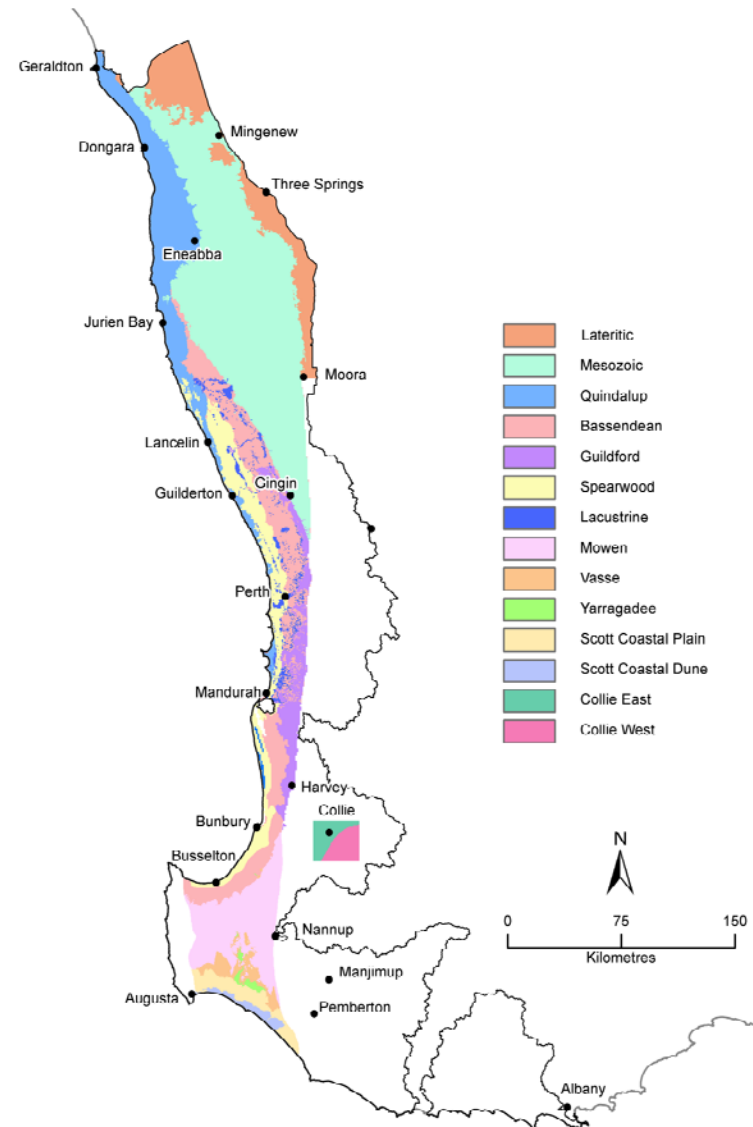 Geraldton
Mingenew
Dongara
Three Springs
Eneabba
Jurien Bay
Moora
Lancelin
Gingin
Guilderton
Perth
Mandurah
Harvey
Collie
Bunbury
Busselton
Nannup
Manjimup
Augusta
Pemberton
Albany
Lateritic
Mesozoic
Quindalup
Bassendean
Guildford
Spearwood
Lacustrine
Mowen
Vasse
Yarragadee
Scott Coastal Plain
Scott Coastal Dune
Collie East
Collie West
N
0 75 150
Kilometres